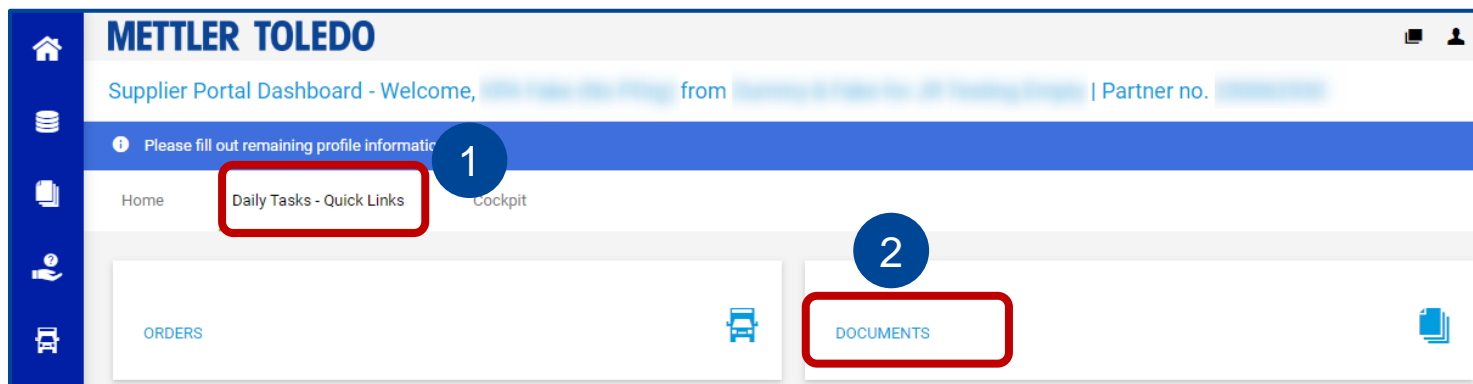 METTLER TOLEDO
Supplier Portal Dashboard - Welcome, from | Partner no.
Please fill out remaining profile informatio
1
Home Daily Tasks - Quick Links Cockpit
2
ORDERS DOCUMENTS